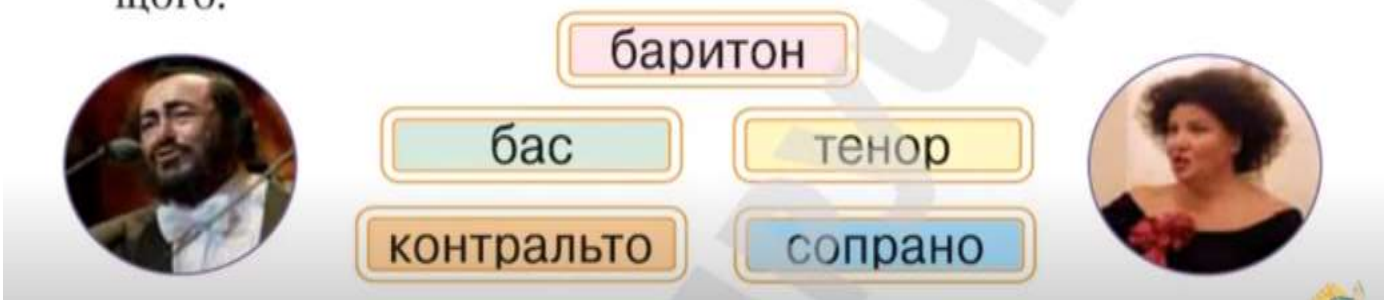 щого.
баритон
бас
тенор
контральто
сопрано